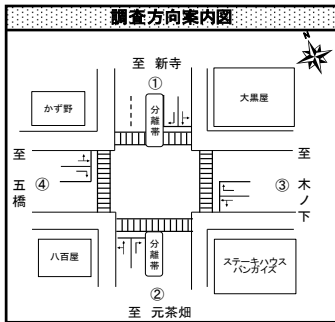 調査方向案内図
N
至 新寺
①
かず野
分離帯
大黒屋
至 五橋
④
③
至 木ノ下
八百屋
分離帯
ステーキハウス
バンガイズ
②
至 元茶畑